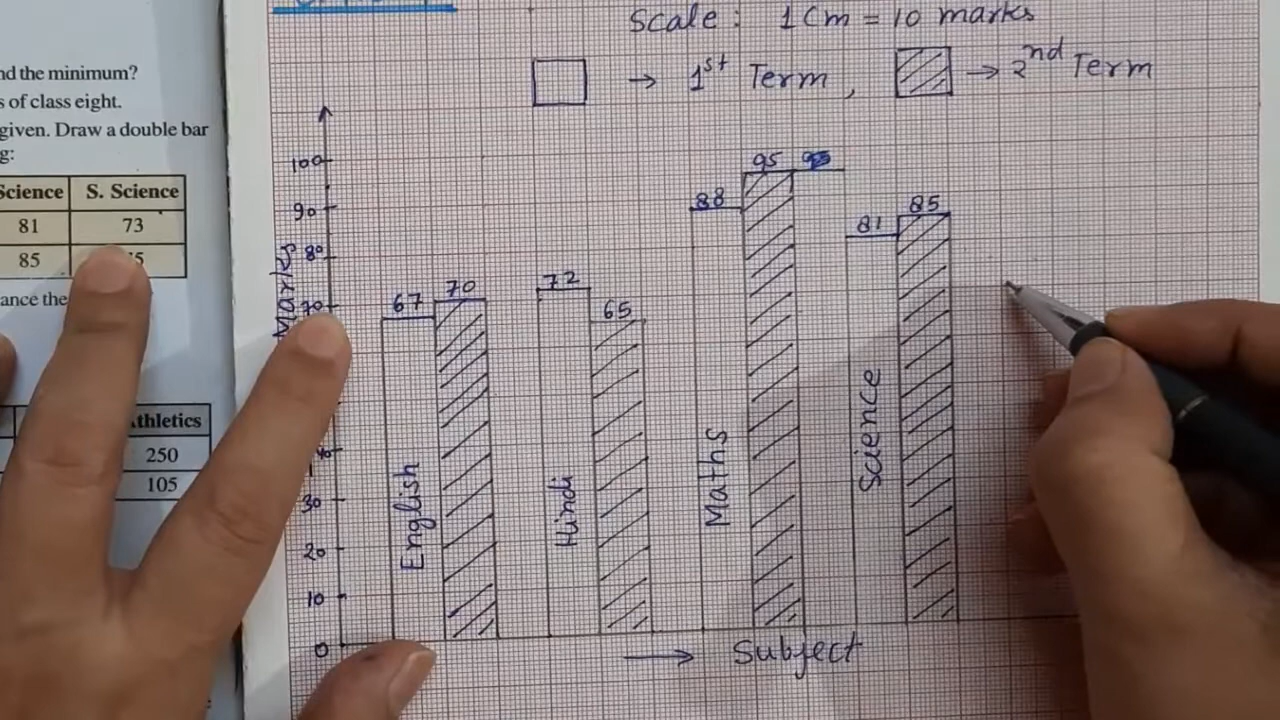 Scale: 1 Cm = 10 marks
→ 1st Term, → 2nd Term
nd the minimum?
s of class eight.
given. Draw a double bar
g:
Science S. Science
81 73
85
ance the
thletics
250
105
Marks
100
90
80
70
40
30
20
10
0
67 70 72 65 88 95 81 85
English Hindi Maths Science
→ Subject